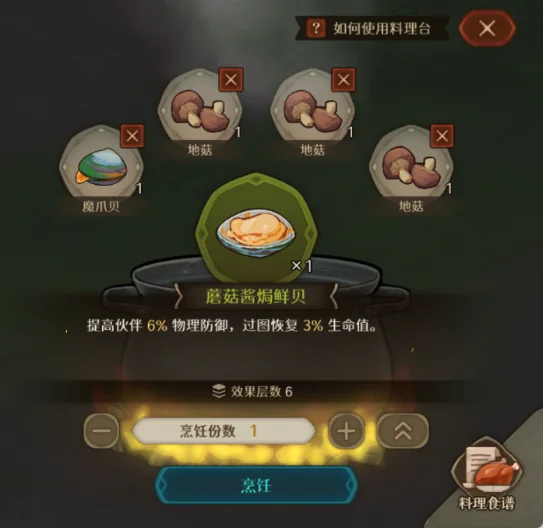 ? 如何使用料理台
1
地菇
1
地菇
1
魔爪贝
1
地菇
×1
蘑菇酱焗鲜贝
提高伙伴 6% 物理防御，过图恢复 3% 生命值。
效果层数 6
烹饪份数 1
烹饪
料理食谱